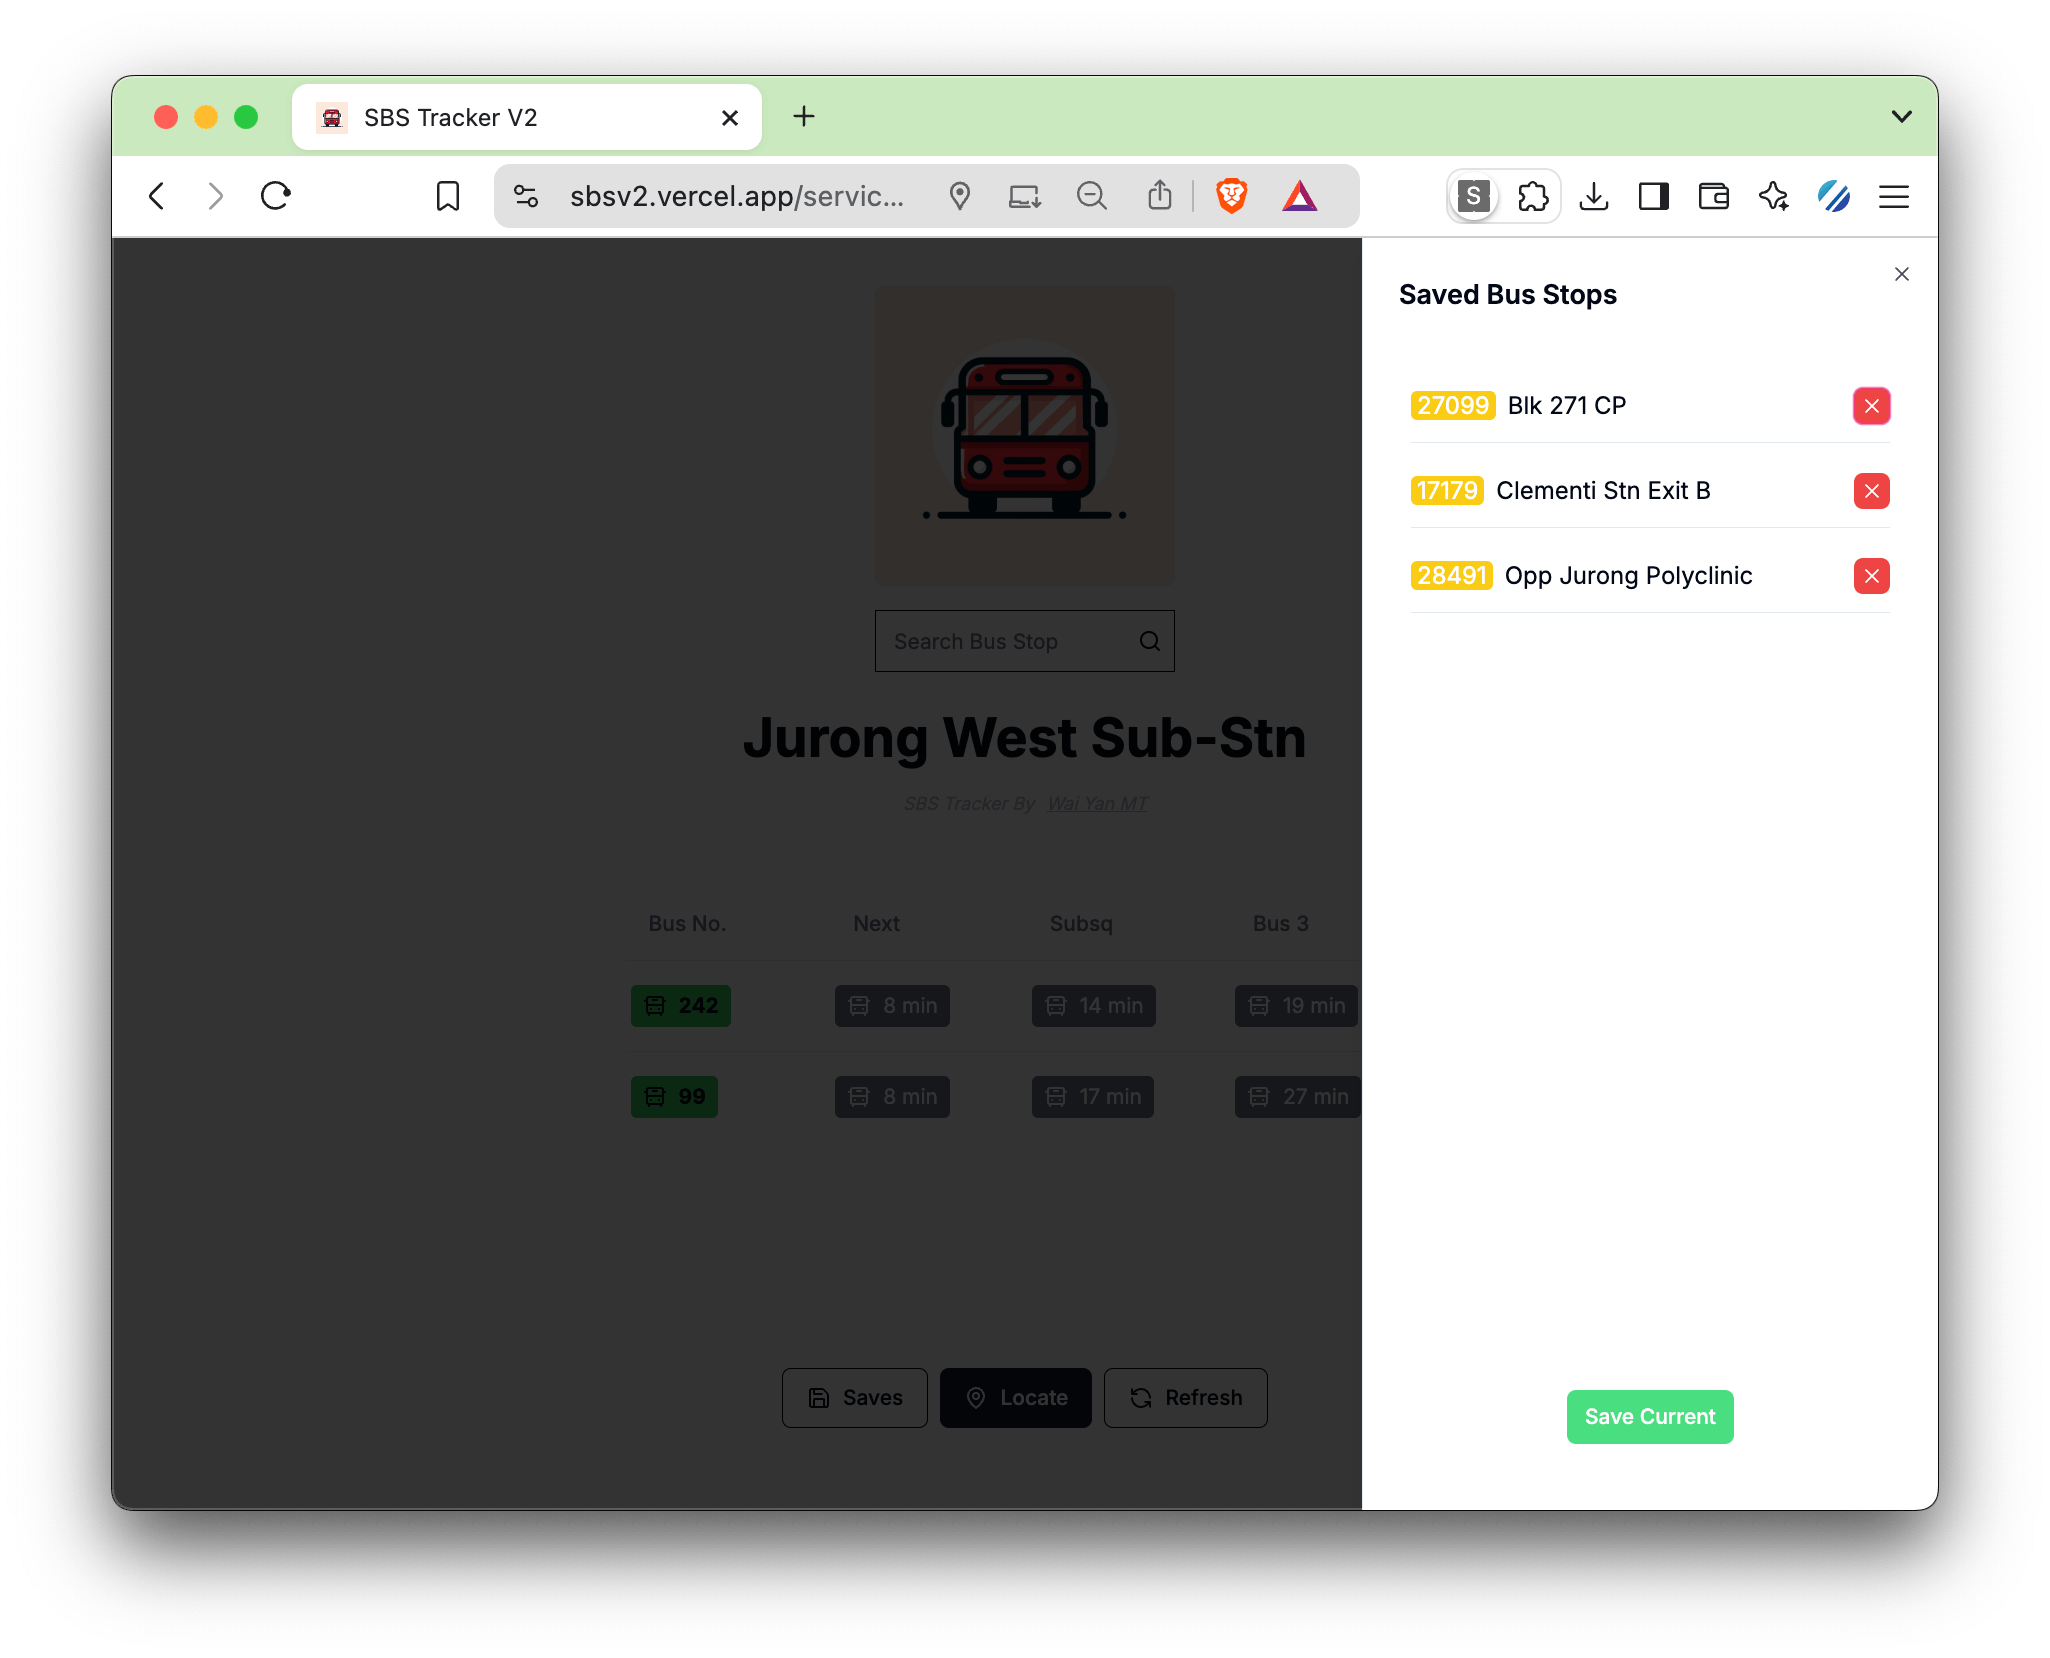 SBS Tracker V2
sbsv2.vercel.app/servic...
S
Saved Bus Stops
27099 Blk 271 CP
17179 Clementi Stn Exit B
28491 Opp Jurong Polyclinic
Save Current
Search Bus Stop
Jurong West Sub-Stn
SBS Tracker By Wai Yan MT
Bus No. Next Subsq Bus 3
242 8 min 14 min 19 min
99 8 min 17 min 27 min
Saves Locate Refresh